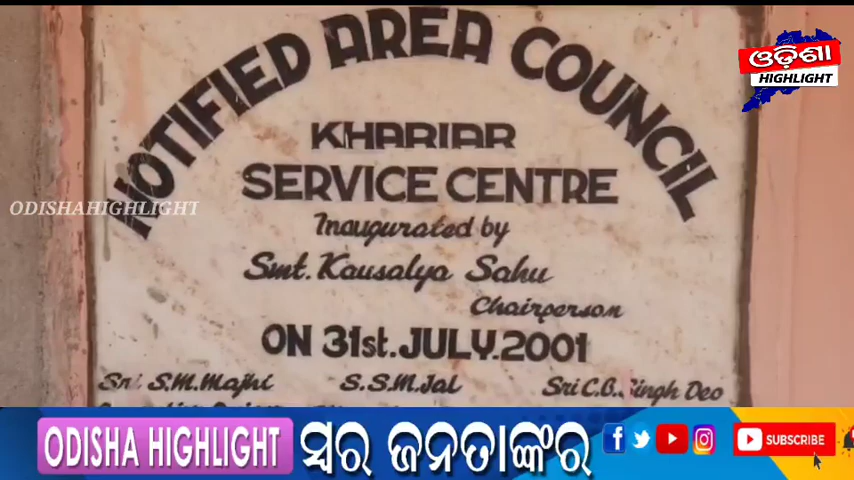 NOTIFIED AREA COUNCIL
ଓଡ଼ିଶା
HIGHLIGHT
KHARIAR
SERVICE CENTRE
ODISHAHIGHLIGHT
Inaugurated by
Smt. Kausalya Sahu
Chairperson
ON 31st. JULY. 2001
Sri S.M. Majhi S.S.M. Jal Sri C.B. Singh Deo
ODISHA HIGHLIGHT ସ୍ୱର ଜନତାଙ୍କର SUBSCRIBE